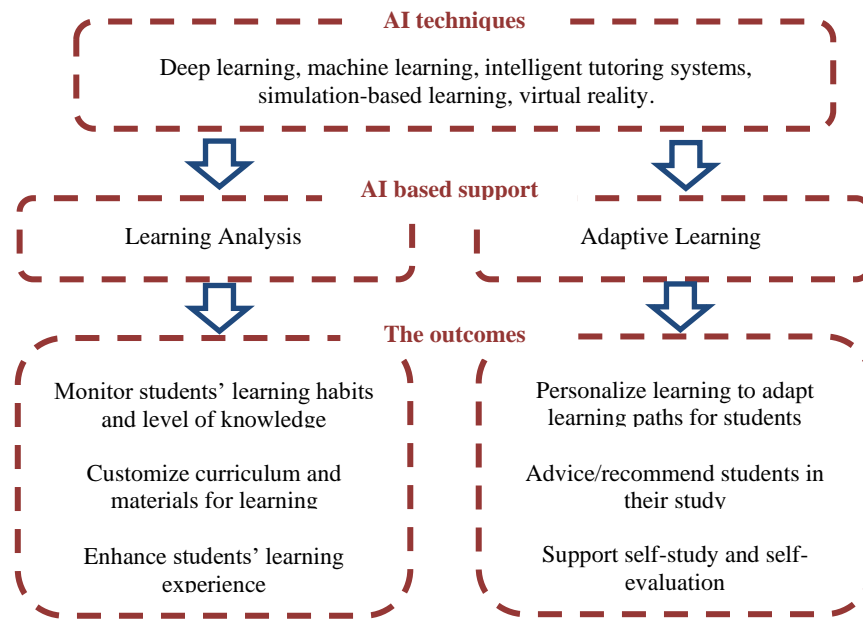 AI techniques
Deep learning, machine learning, intelligent tutoring systems,
simulation-based learning, virtual reality.
AI based support
Learning Analysis
Adaptive Learning
The outcomes
Monitor students’ learning habits
and level of knowledge
Customize curriculum and
materials for learning
Enhance students’ learning
experience
Personalize learning to adapt
learning paths for students
Advice/recommend students in
their study
Support self-study and self-
evaluation